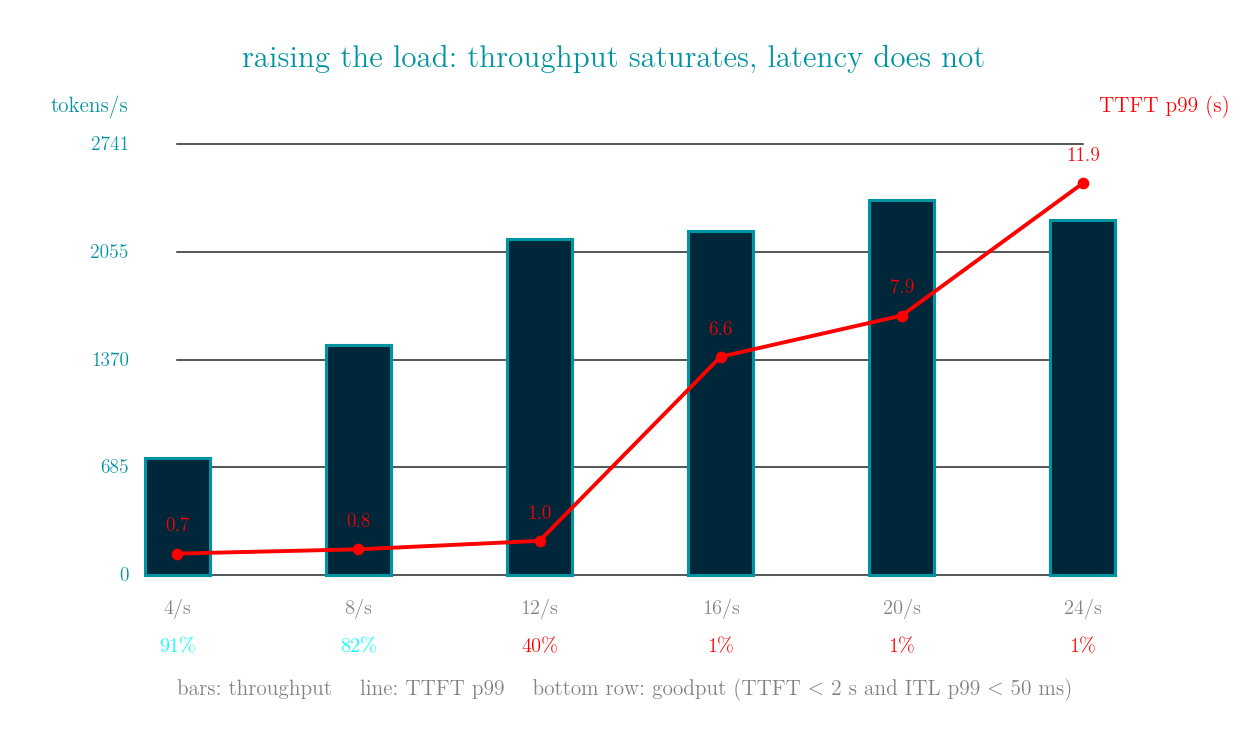 raising the load: throughput saturates, latency does not
tokens/s
TTFT p99 (s)
2741
11.9
2055
7.9
6.6
1370
685
1.0
0.8
0.7
0
4/s 8/s 12/s 16/s 20/s 24/s
91% 82% 40% 1% 1% 1%
bars: throughput line: TTFT p99 bottom row: goodput (TTFT < 2 s and ITL p99 < 50 ms)